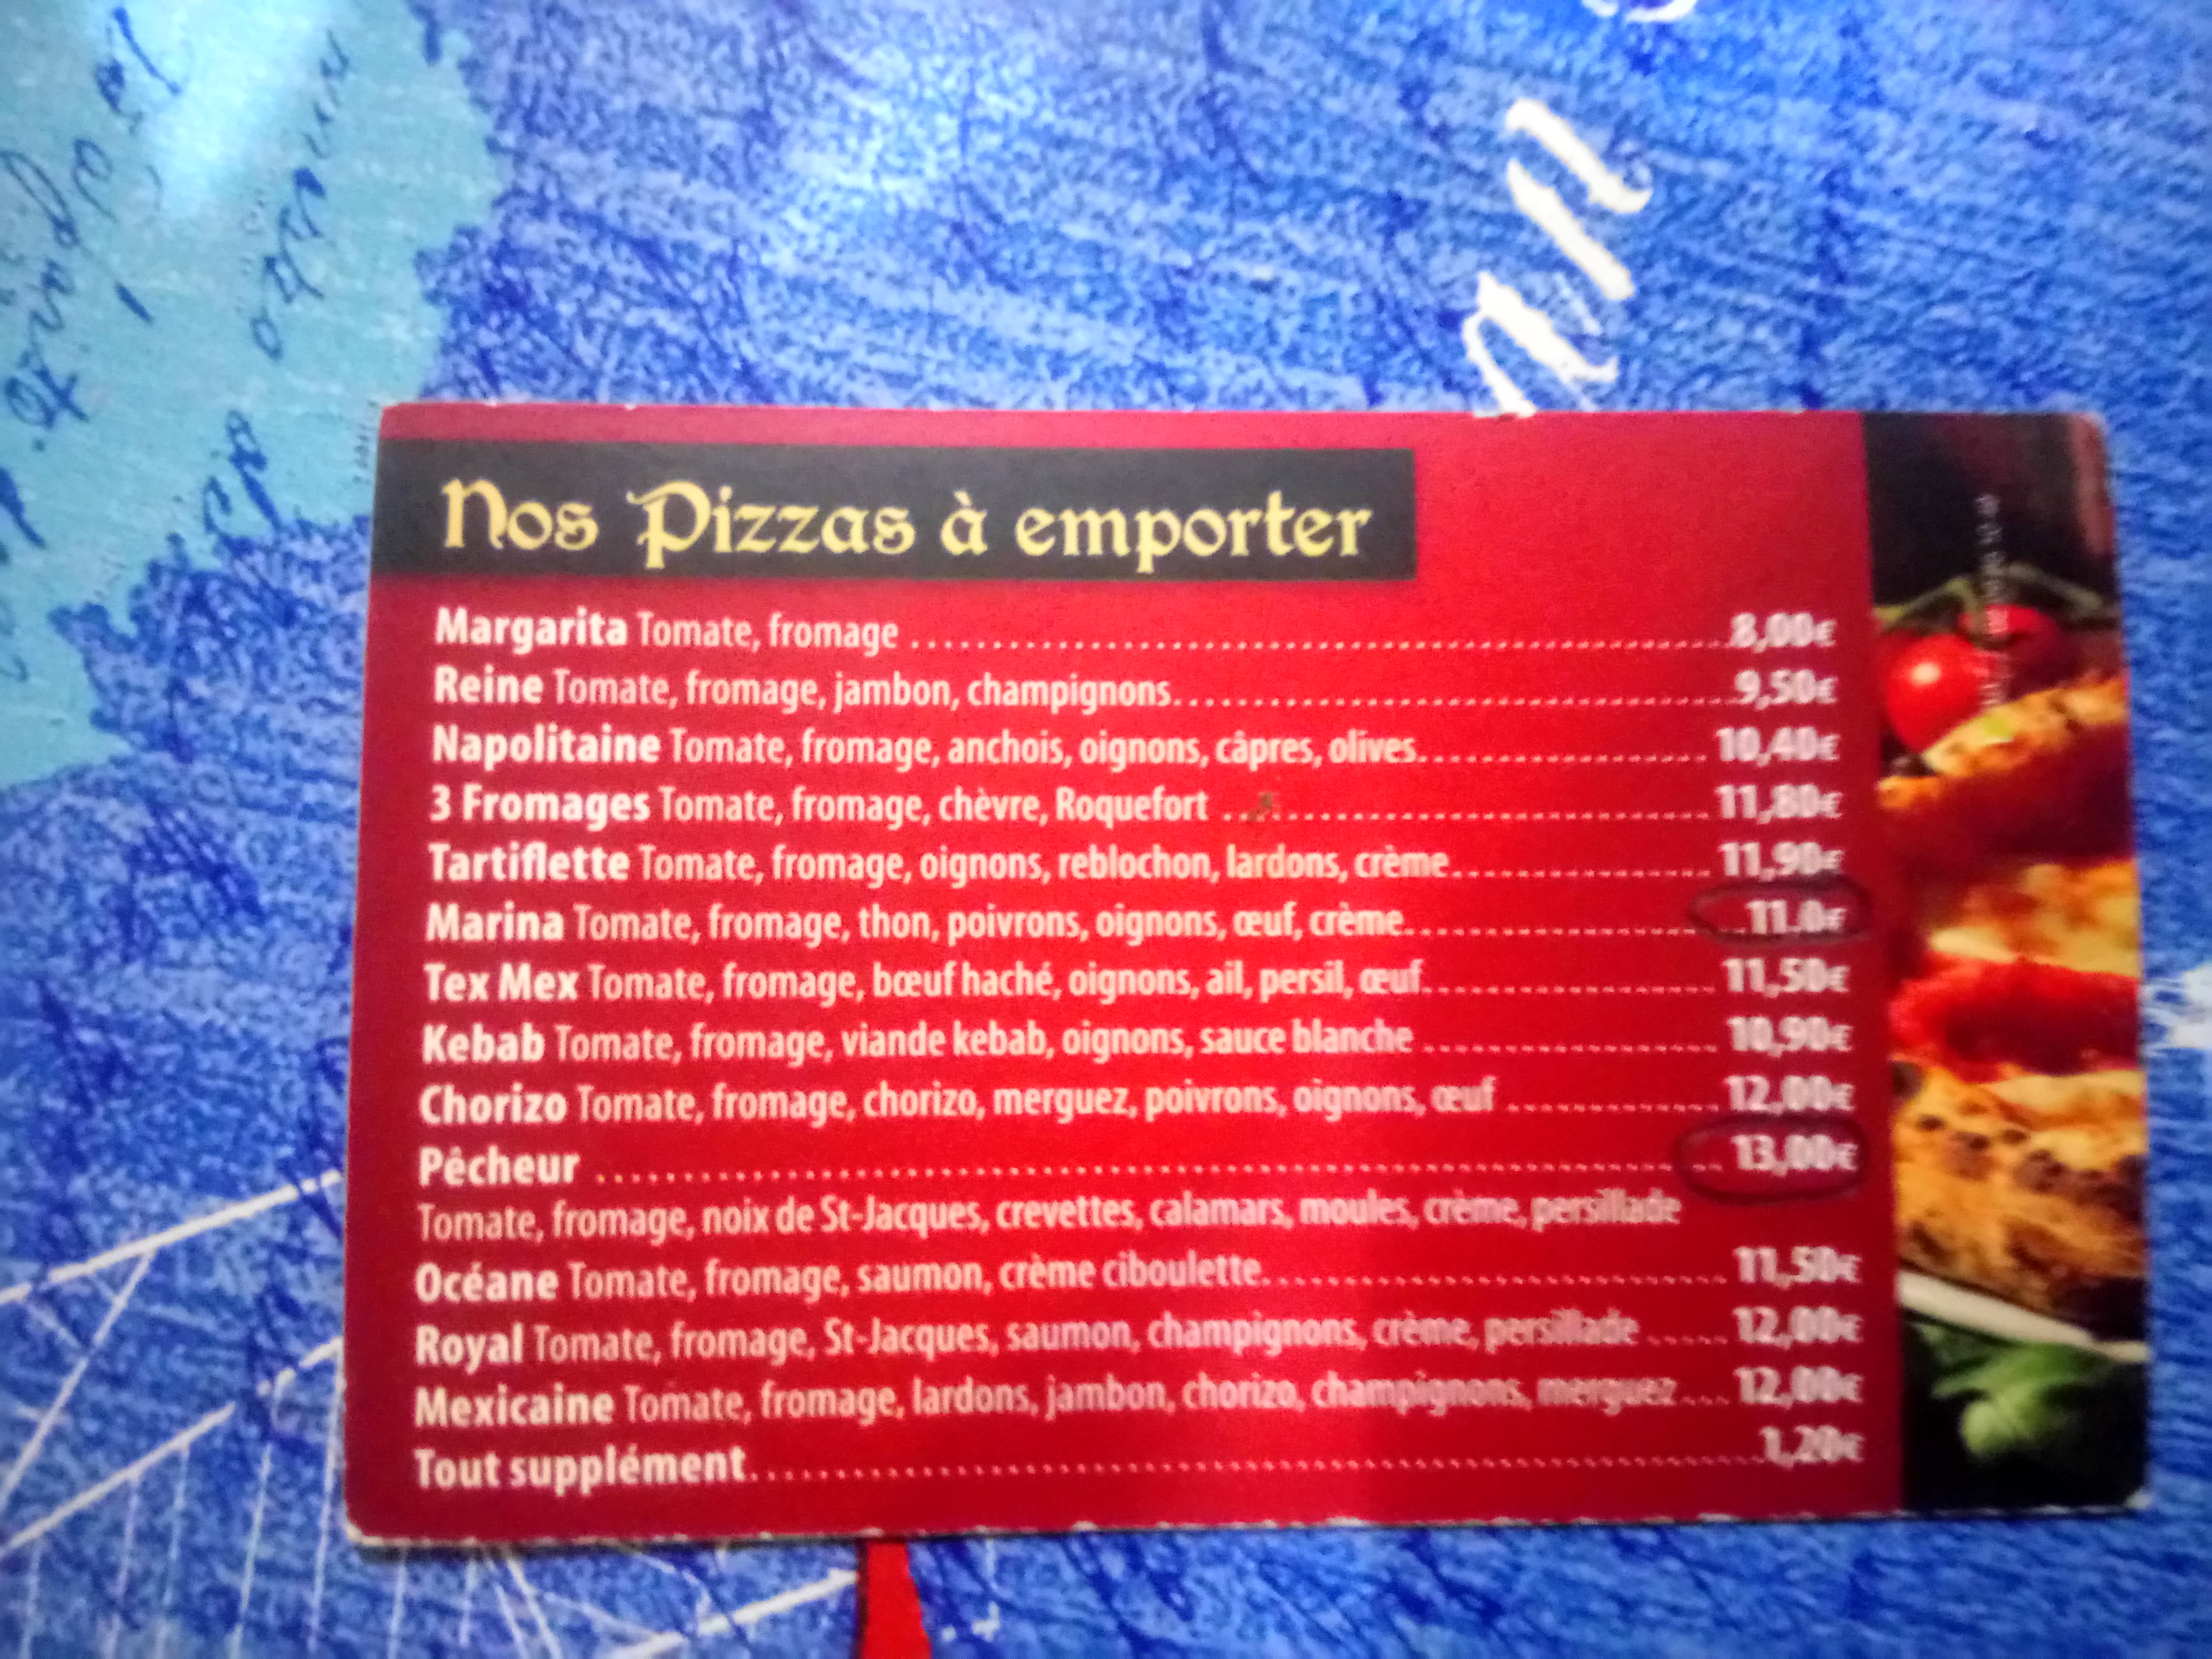 Nos Pizzas à emporter
Margarita Tomate, fromage ........ 8,00€
Reine Tomate, fromage, jambon, champignons ........ 9,50€
Napolitaine Tomate, fromage, anchois, oignons, câpres, olives ........ 10,40€
3 Fromages Tomate, fromage, chèvre, Roquefort ........ 11,80€
Tartiflette Tomate, fromage, oignons, reblochon, lardons, crème ........ 11,90€
Marina Tomate, fromage, thon, poivrons, oignons, œuf, crème ........ 11.0€
Tex Mex Tomate, fromage, bœuf haché, oignons, ail, persil, œuf ........ 11,50€
Kebab Tomate, fromage, viande kebab, oignons, sauce blanche ........ 10,90€
Chorizo Tomate, fromage, chorizo, merguez, poivrons, oignons, œuf ........ 12,00€
Pêcheur ........ 13,00€
Tomate, fromage, noix de St-Jacques, crevettes, calamars, moules, crème, persillade
Océane Tomate, fromage, saumon, crème ciboulette ........ 11,50€
Royal Tomate, fromage, St-Jacques, saumon, champignons, crème, persillade ..... 12,00€
Mexicaine Tomate, fromage, lardons, jambon, chorizo, champignons, merguez .... 12,00€
Tout supplément ........ 1,20€